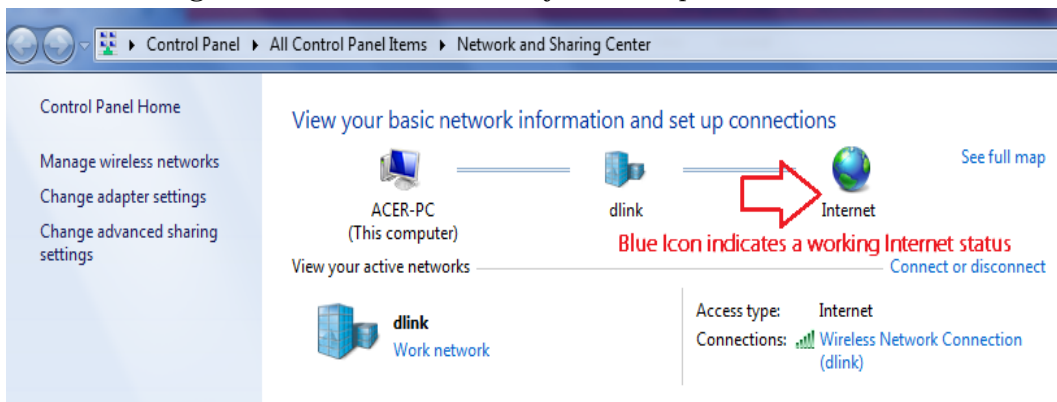 Control Panel ▸ All Control Panel Items ▸ Network and Sharing Center
Control Panel Home
Manage wireless networks
Change adapter settings
Change advanced sharing
settings
View your basic network information and set up connections
See full map
ACER-PC
(This computer)
dlink
Internet
Blue Icon indicates a working Internet status
View your active networks
Connect or disconnect
dlink
Work network
Access type: Internet
Connections: Wireless Network Connection
(dlink)